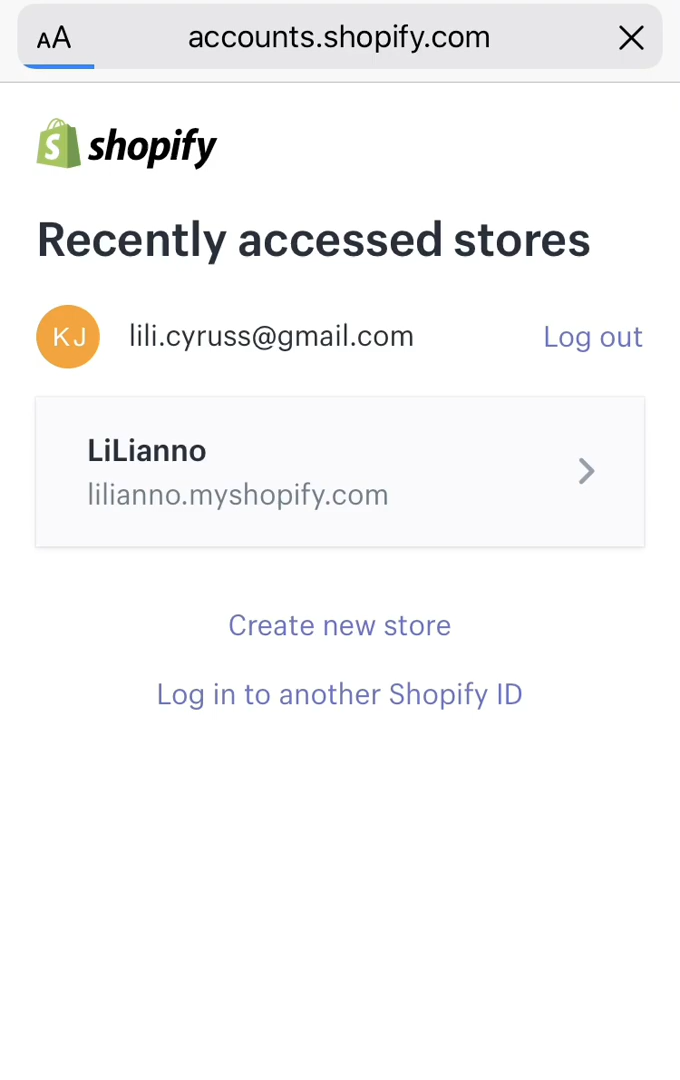 AA accounts.shopify.com
shopify
Recently accessed stores
KJ lili.cyruss@gmail.com Log out
LiLianno
lilianno.myshopify.com
Create new store
Log in to another Shopify ID